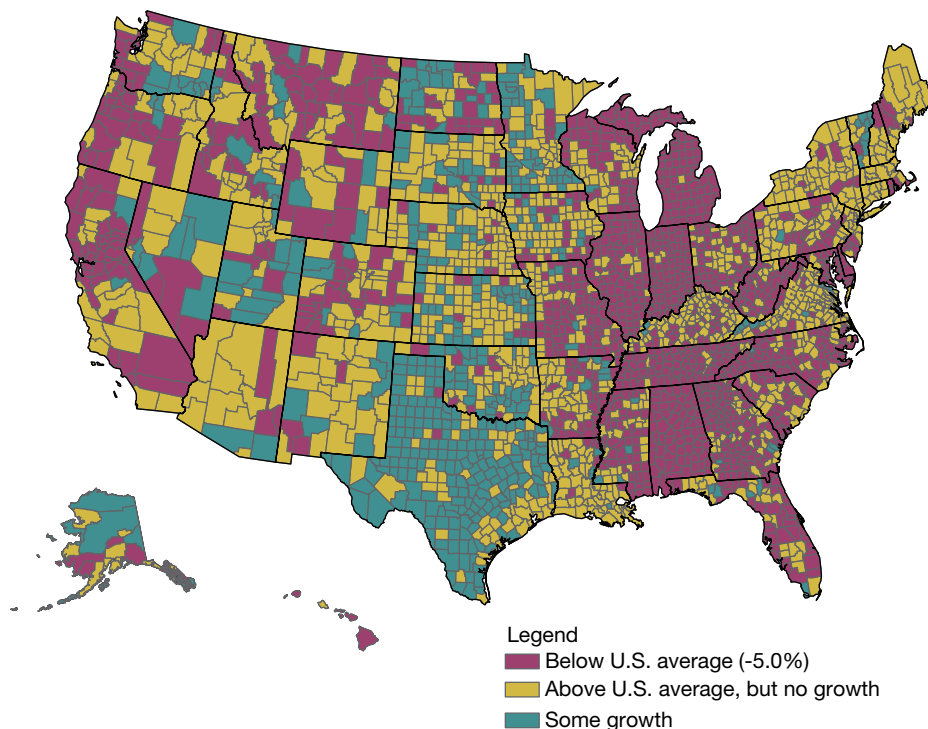 Legend
Below U.S. average (-5.0%)
Above U.S. average, but no growth
Some growth